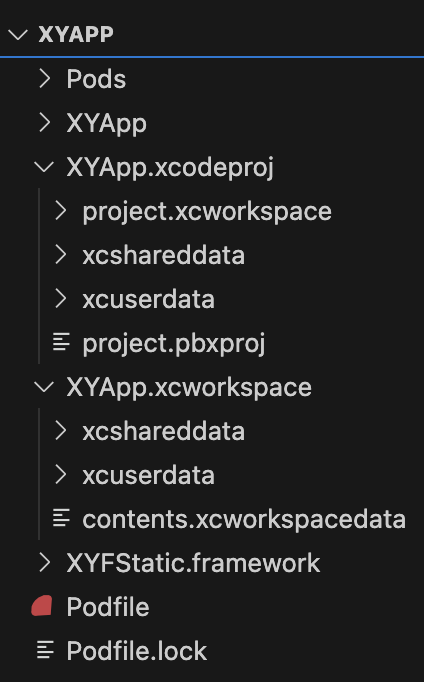 XYAPP
Pods
XYApp
XYApp.xcodeproj
project.xcworkspace
xcshareddata
xcuserdata
project.pbxproj
XYApp.xcworkspace
xcshareddata
xcuserdata
contents.xcworkspacedata
XYFStatic.framework
Podfile
Podfile.lock